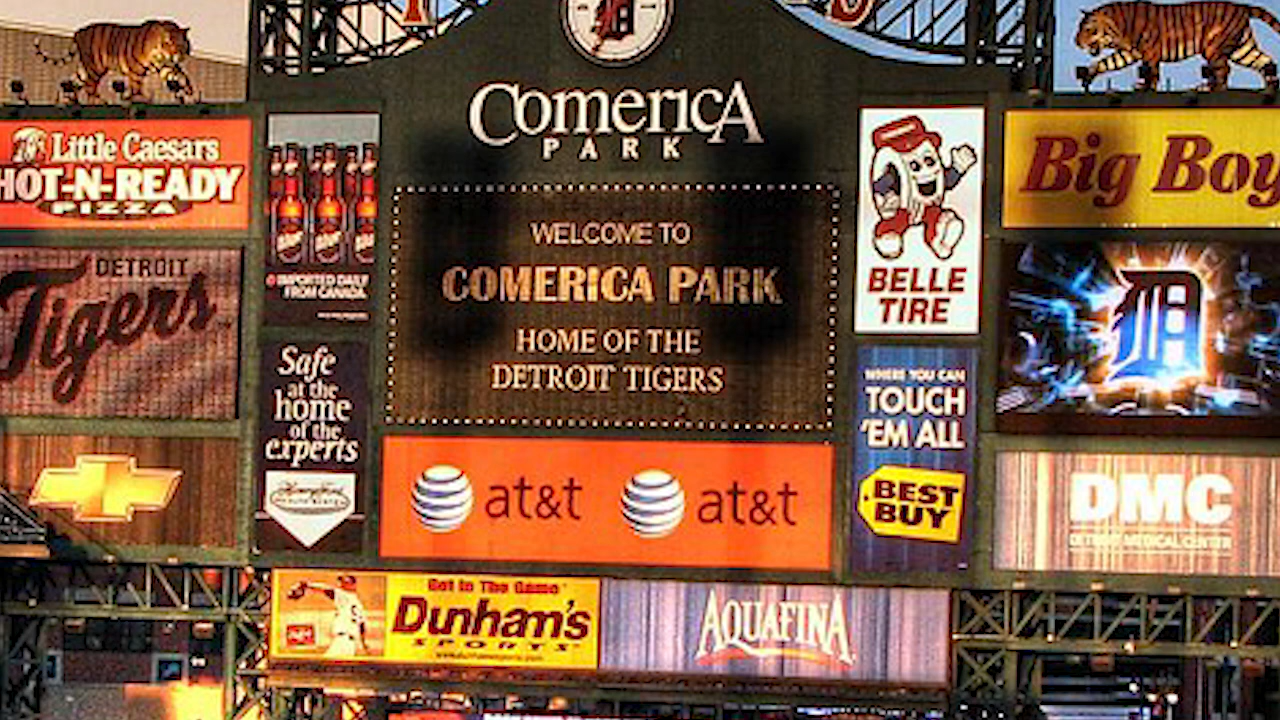 Comerica
PARK
WELCOME TO
COMERICA PARK
HOME OF THE
DETROIT TIGERS
Little Caesars
HOT-N-READY
PIZZA
IMPORTED DAILY
FROM CANADA.
BELLE
TIRE
Big Boy
DETROIT
Tigers
D
Safe
at the
home
of the
experts
WHERE YOU CAN
TOUCH
'EM ALL
BEST
BUY
at&t at&t
DMC
DETROIT MEDICAL CENTER
Get In The Game
Dunham's
SPORTS
AQUAFINA